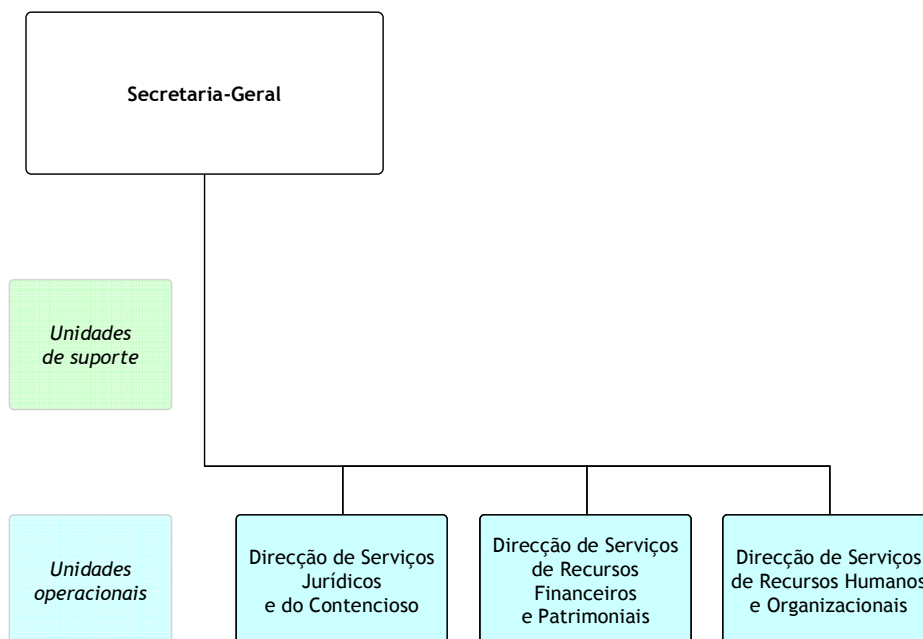 Secretaria-Geral
Unidades
de suporte
Unidades
operacionais
Direcção de Serviços
Jurídicos
e do Contencioso
Direcção de Serviços
de Recursos
Financeiros
e Patrimoniais
Direcção de Serviços
de Recursos Humanos
e Organizacionais